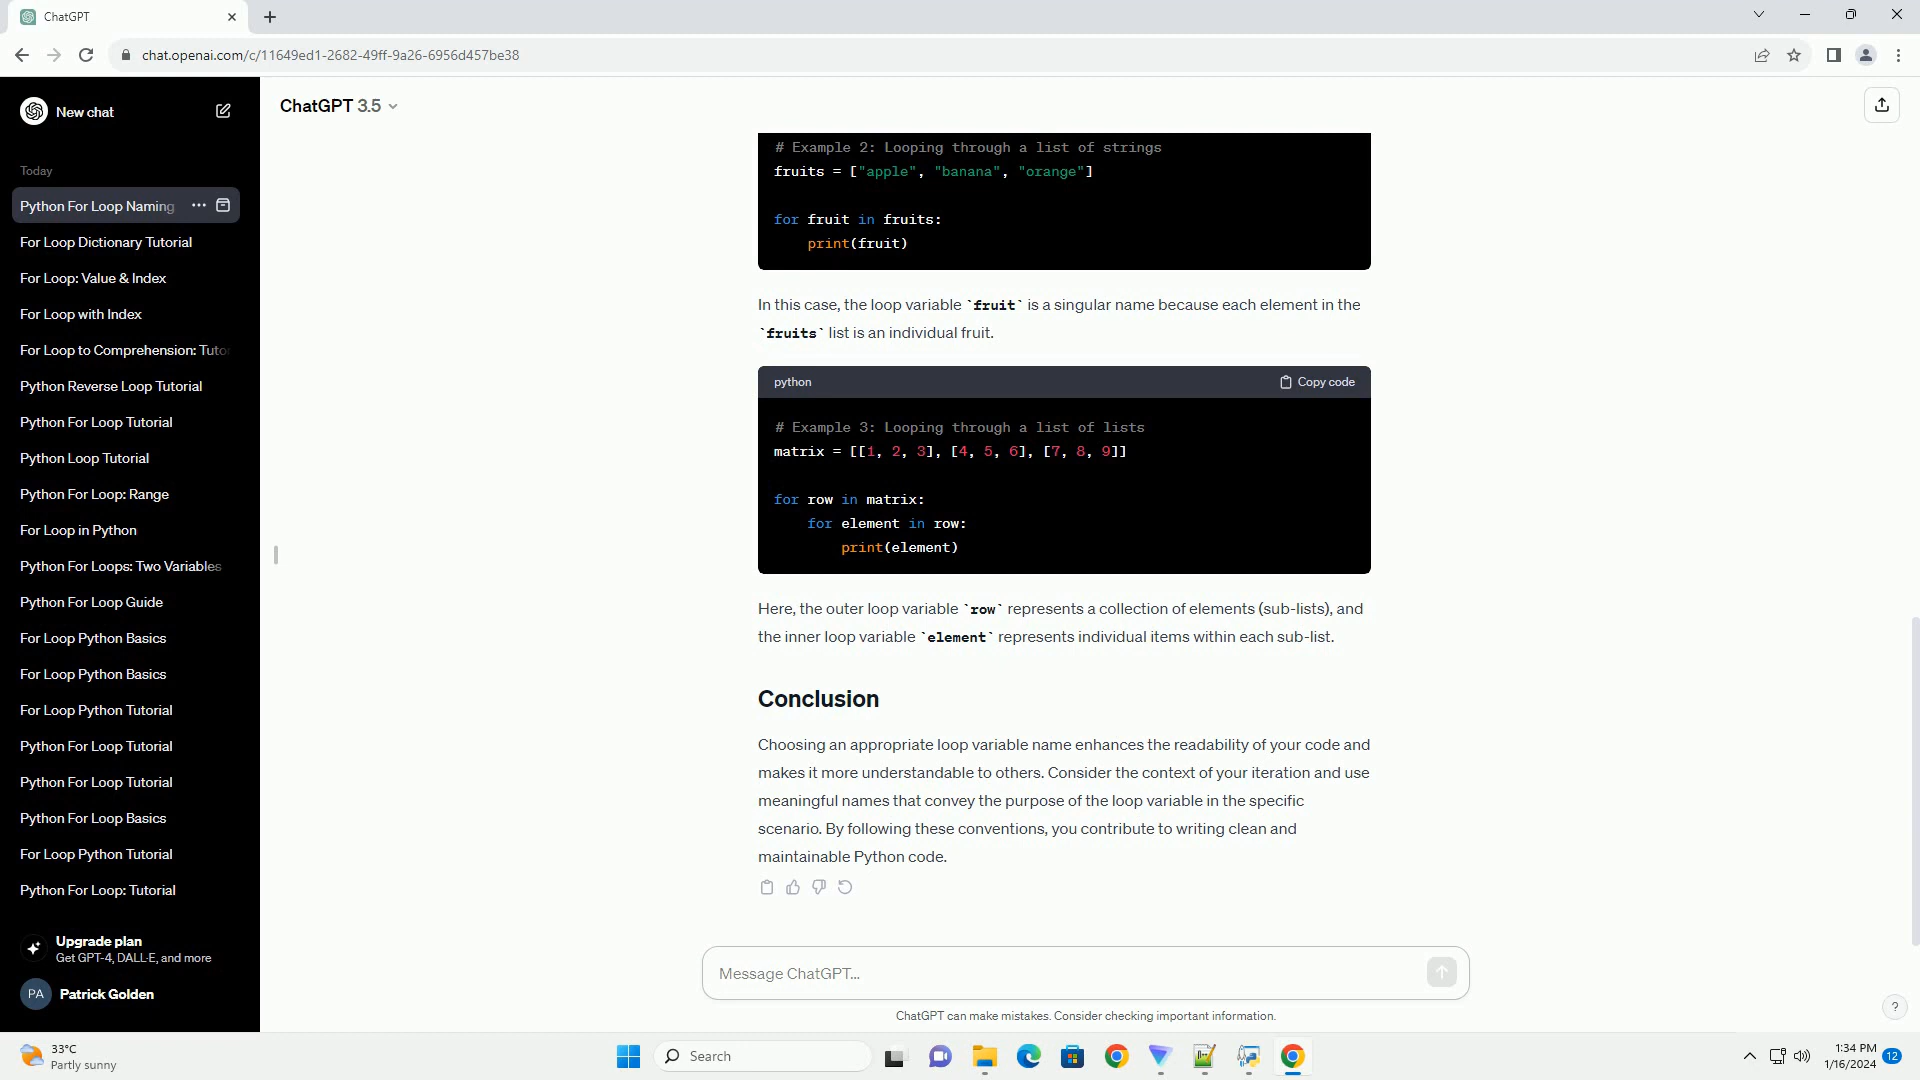 ChatGPT
chat.openai.com/c/11649ed1-2682-49ff-9a26-6956d457be38
New chat
Today
Python For Loop Naming
For Loop Dictionary Tutorial
For Loop: Value & Index
For Loop with Index
For Loop to Comprehension: Tuto
Python Reverse Loop Tutorial
Python For Loop Tutorial
Python Loop Tutorial
Python For Loop: Range
For Loop in Python
Python For Loops: Two Variables
Python For Loop Guide
For Loop Python Basics
For Loop Python Basics
For Loop Python Tutorial
Python For Loop Tutorial
Python For Loop Tutorial
Python For Loop Basics
For Loop Python Tutorial
Python For Loop: Tutorial
Upgrade plan
Get GPT-4, DALL·E, and more
PA Patrick Golden
ChatGPT 3.5
# Example 2: Looping through a list of strings
fruits = ["apple", "banana", "orange"]
for fruit in fruits:
print(fruit)
In this case, the loop variable `fruit` is a singular name because each element in the
`fruits` list is an individual fruit.
python Copy code
# Example 3: Looping through a list of lists
matrix = [[1, 2, 3], [4, 5, 6], [7, 8, 9]]
for row in matrix:
for element in row:
print(element)
Here, the outer loop variable `row` represents a collection of elements (sub-lists), and
the inner loop variable `element` represents individual items within each sub-list.
Conclusion
Choosing an appropriate loop variable name enhances the readability of your code and
makes it more understandable to others. Consider the context of your iteration and use
meaningful names that convey the purpose of the loop variable in the specific
scenario. By following these conventions, you contribute to writing clean and
maintainable Python code.
Message ChatGPT...
ChatGPT can make mistakes. Consider checking important information.
?
33°C
Partly sunny
Search
1:34 PM
1/16/2024
12